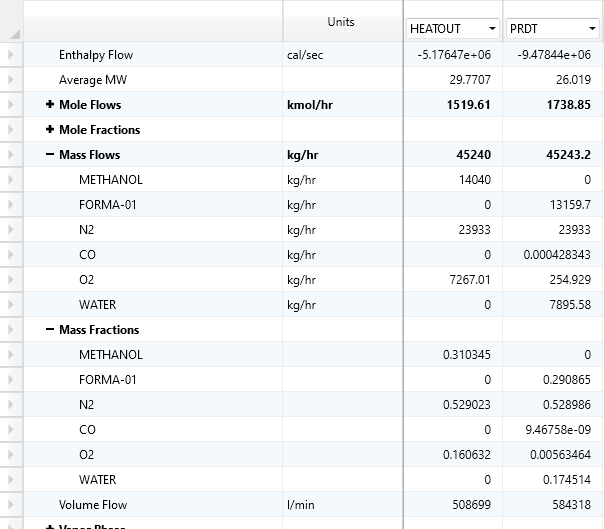 Units HEATOUT PRDT
Enthalpy Flow cal/sec -5.17647e+06 -9.47844e+06
Average MW 29.7707 26.019
+ Mole Flows kmol/hr 1519.61 1738.85
+ Mole Fractions
− Mass Flows kg/hr 45240 45243.2
METHANOL kg/hr 14040 0
FORMA-01 kg/hr 0 13159.7
N2 kg/hr 23933 23933
CO kg/hr 0 0.000428343
O2 kg/hr 7267.01 254.929
WATER kg/hr 0 7895.58
− Mass Fractions
METHANOL 0.310345 0
FORMA-01 0 0.290865
N2 0.529023 0.528986
CO 0 9.46758e-09
O2 0.160632 0.00563464
WATER 0 0.174514
Volume Flow l/min 508699 584318
+ Vapor Phase